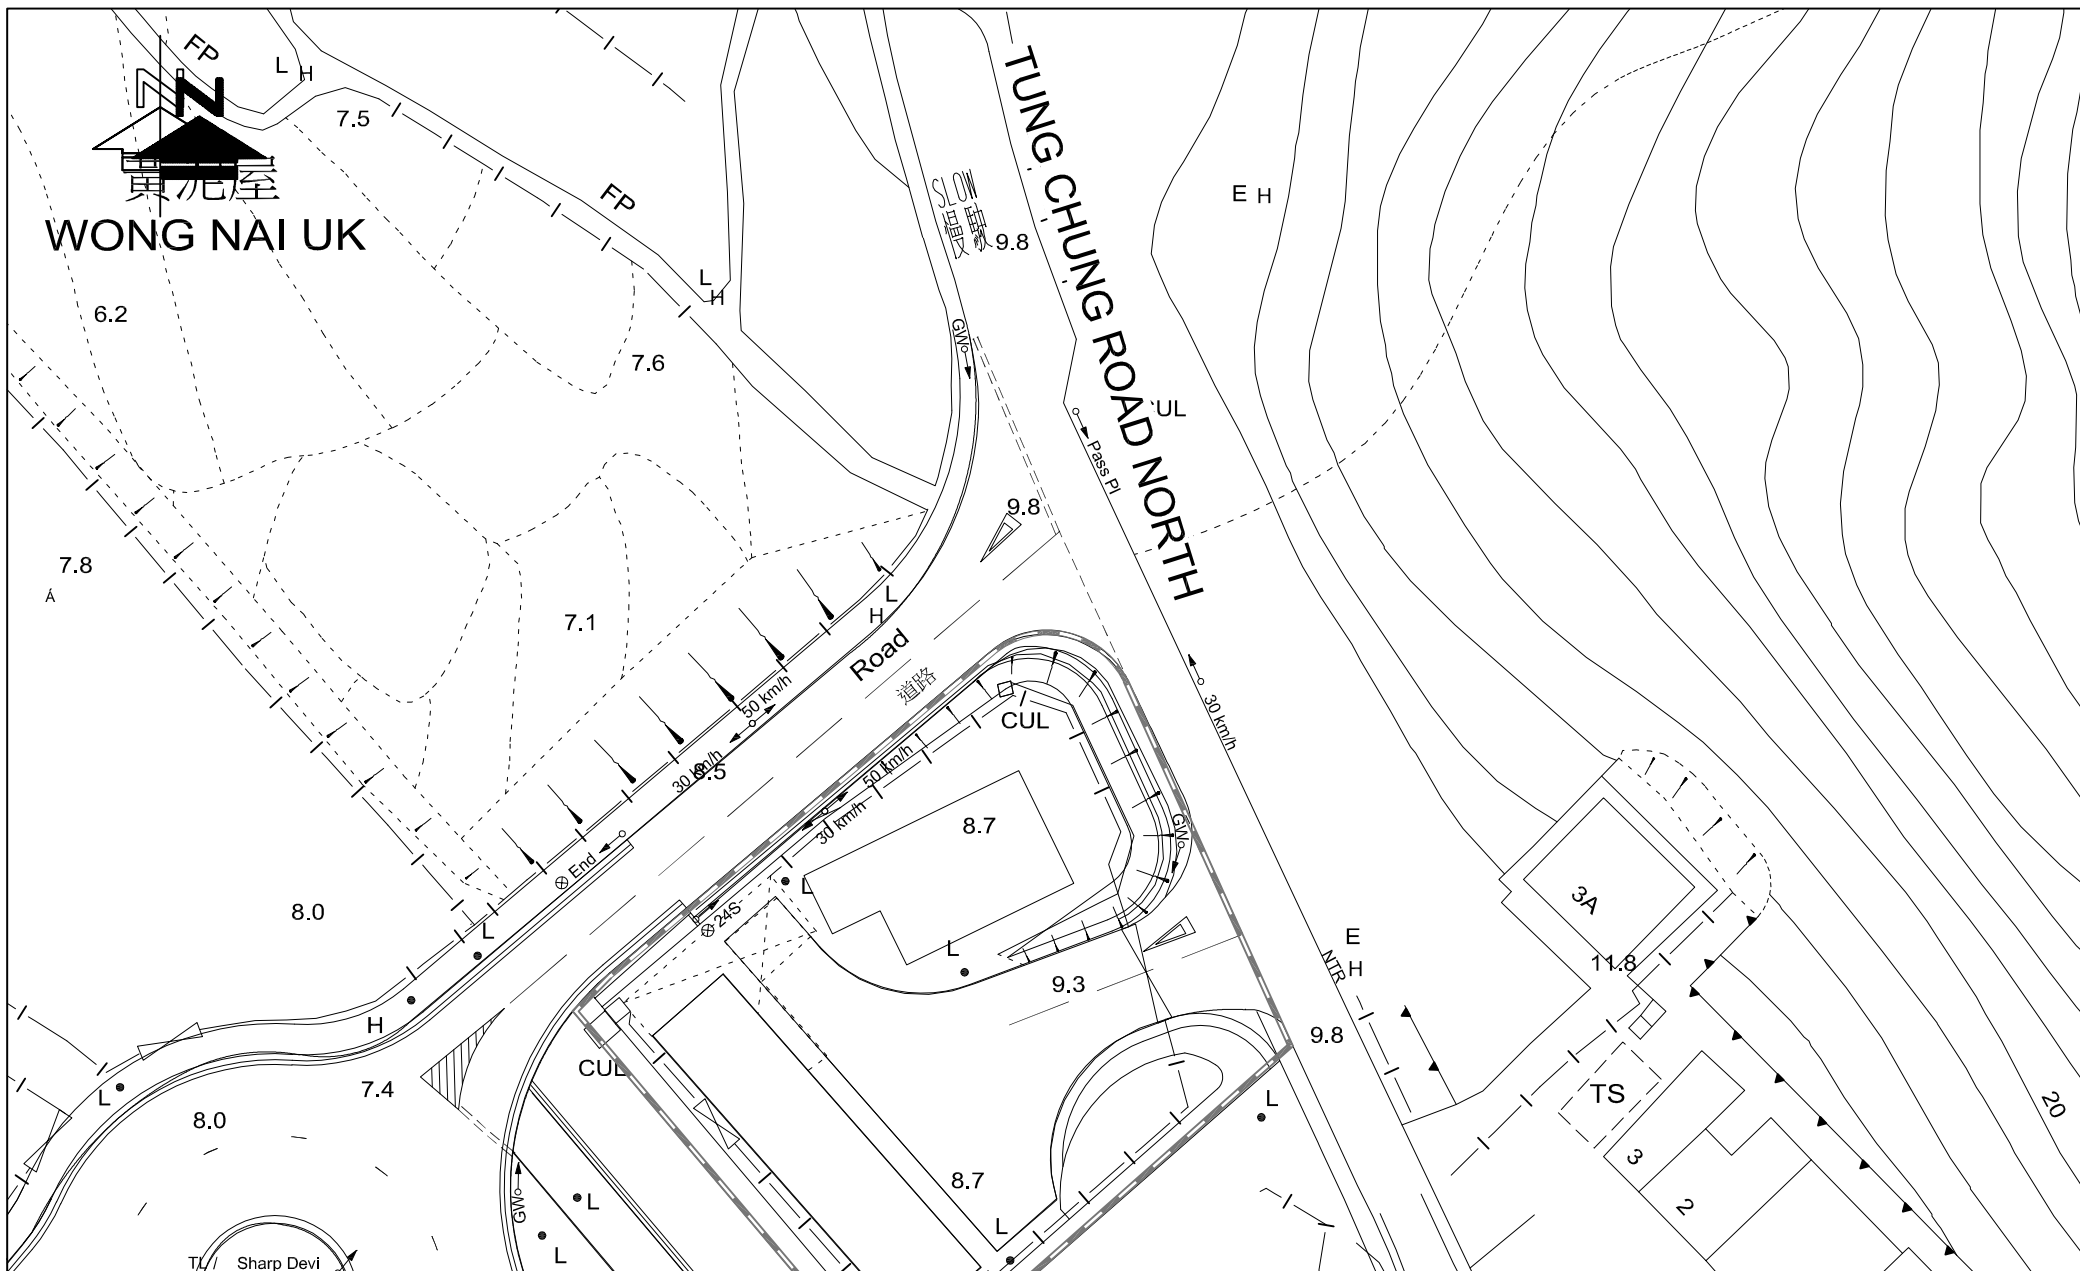 FP
L H
N
7.5
黃泥屋
WONG NAI UK
FP
L
H
6.2
7.6
TUNG CHUNG ROAD NORTH
SLOW
慢
9.8
E H
GW
UL
Pass Pl
9.8
7.8
Á
7.1
L
H
Road
道路
50 km/h
30 km/h
8.5
50 km/h
30 km/h
CUL
30 km/h
8.7
GW
End
24S
L
8.0
L
L
9.3
E
H
NTR
9.8
3A
11.8
H
CUL
7.4
L
8.0
TS
L
20
3
2
8.7
GW
L
L
L
TL
Sharp Devi